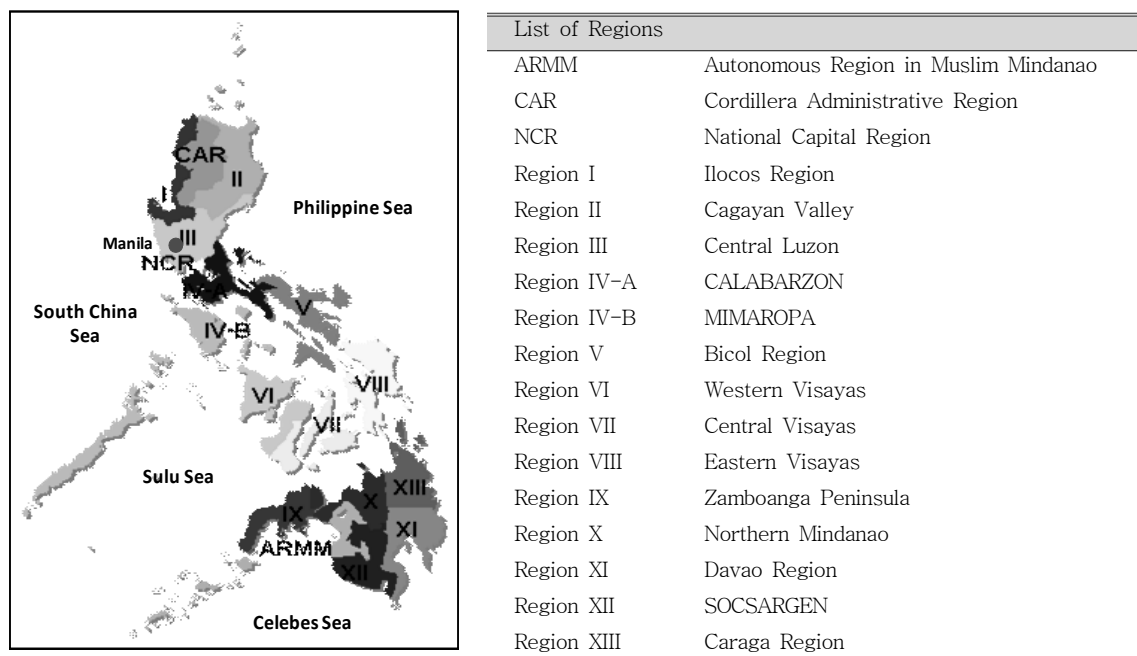 CAR
II
I
Philippine Sea
III
Manila
NCR
IV-A
South China
Sea
V
IV-B
VIII
VI
VII
Sulu Sea
XIII
X
IX
XI
ARMM
XII
Celebes Sea
List of Regions
ARMM Autonomous Region in Muslim Mindanao
CAR Cordillera Administrative Region
NCR National Capital Region
Region I Ilocos Region
Region II Cagayan Valley
Region III Central Luzon
Region IV-A CALABARZON
Region IV-B MIMAROPA
Region V Bicol Region
Region VI Western Visayas
Region VII Central Visayas
Region VIII Eastern Visayas
Region IX Zamboanga Peninsula
Region X Northern Mindanao
Region XI Davao Region
Region XII SOCSARGEN
Region XIII Caraga Region